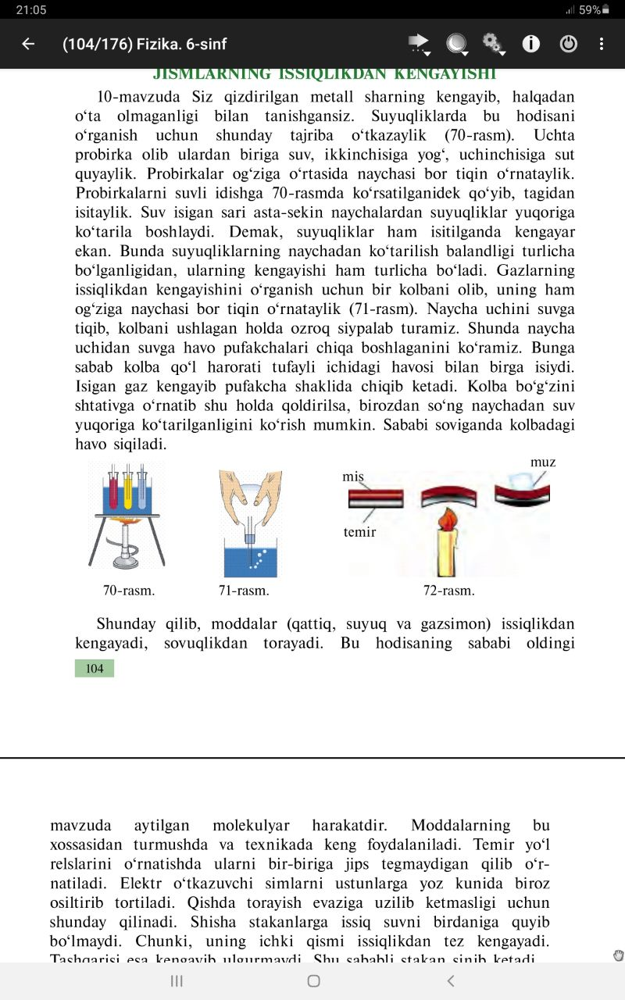 21:05
59%
(104/176) Fizika. 6-sinf
JISMLARNING ISSIQLIKDAN KENGAYISHI
10-mavzuda Siz qizdirilgan metall sharning kengayib, halqadan
o‘ta olmaganligi bilan tanishgansiz. Suyuqliklarda bu hodisani
o‘rganish uchun shunday tajriba o‘tkazaylik (70-rasm). Uchta
probirka olib ulardan biriga suv, ikkinchisiga yog‘, uchinchisiga sut
quyaylik. Probirkalar og‘ziga o‘rtasida naychasi bor tiqin o‘rnataylik.
Probirkalarni suvli idishga 70-rasmda ko‘rsatilganidek qo‘yib, tagidan
isitaylik. Suv isigan sari asta-sekin naychalardan suyuqliklar yuqoriga
ko‘tarila boshlaydi. Demak, suyuqliklar ham isitilganda kengayar
ekan. Bunda suyuqliklarning naychadan ko‘tarilish balandligi turlicha
bo‘lganligidan, ularning kengayishi ham turlicha bo‘ladi. Gazlarning
issiqlikdan kengayishini o‘rganish uchun bir kolbani olib, uning ham
og‘ziga naychasi bor tiqin o‘rnataylik (71-rasm). Naycha uchini suvga
tiqib, kolbani ushlagan holda ozroq siypalab turamiz. Shunda naycha
uchidan suvga havo pufakchalari chiqa boshlaganini ko‘ramiz. Bunga
sabab kolba qo‘l harorati tufayli ichidagi havosi bilan birga isiydi.
Isigan gaz kengayib pufakcha shaklida chiqib ketadi. Kolba bo‘g‘zini
shtativga o‘rnatib shu holda qoldirilsa, birozdan so‘ng naychadan suv
yuqoriga ko‘tarilganligini ko‘rish mumkin. Sababi soviganda kolbadagi
havo siqiladi.
muz
mis
temir
70-rasm.
71-rasm.
72-rasm.
Shunday qilib, moddalar (qattiq, suyuq va gazsimon) issiqlikdan
kengayadi, sovuqlikdan torayadi. Bu hodisaning sababi oldingi
104
mavzuda aytilgan molekulyar harakatdir. Moddalarning bu
xossasidan turmushda va texnikada keng foydalaniladi. Temir yo‘l
relslarini o‘rnatishda ularni bir-biriga jips tegmaydigan qilib o‘r-
natiladi. Elektr o‘tkazuvchi simlarni ustunlarga yoz kunida biroz
osiltirib tortiladi. Qishda torayish evaziga uzilib ketmasligi uchun
shunday qilinadi. Shisha stakanlarga issiq suvni birdaniga quyib
bo‘lmaydi. Chunki, uning ichki qismi issiqlikdan tez kengayadi.
Tashqarisi esa kengayib ulgurmaydi. Shu sababli stakan sinib ketadi.